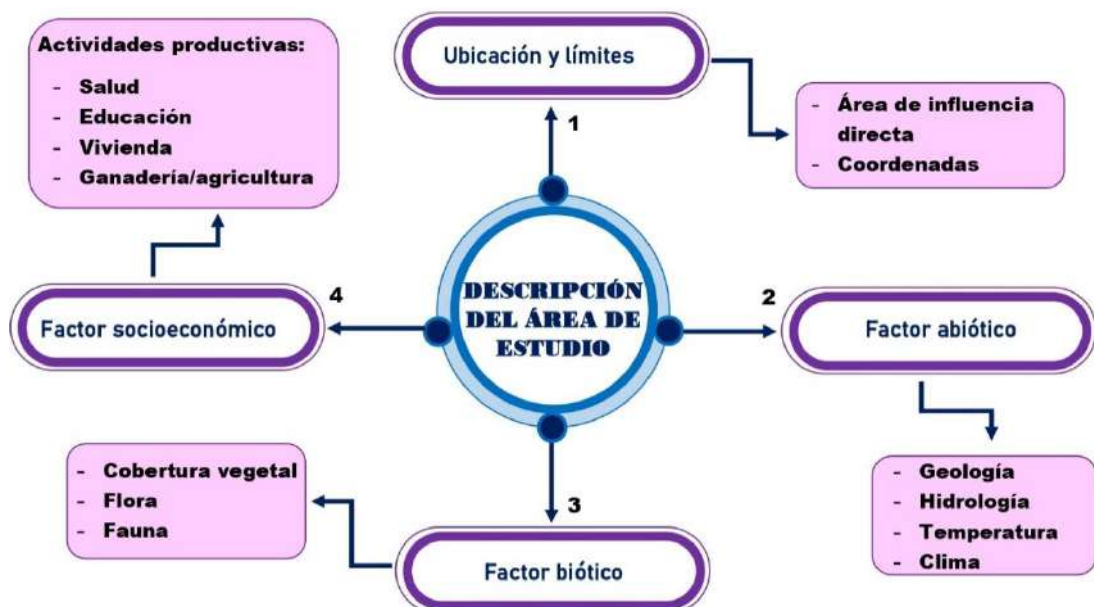 DESCRIPCIÓN
DEL ÁREA DE
ESTUDIO
1
Ubicación y límites
- Área de influencia
directa
- Coordenadas
2
Factor abiótico
- Geología
- Hidrología
- Temperatura
- Clima
3
Factor biótico
- Cobertura vegetal
- Flora
- Fauna
4
Factor socioeconómico
Actividades productivas:
- Salud
- Educación
- Vivienda
- Ganadería/agricultura